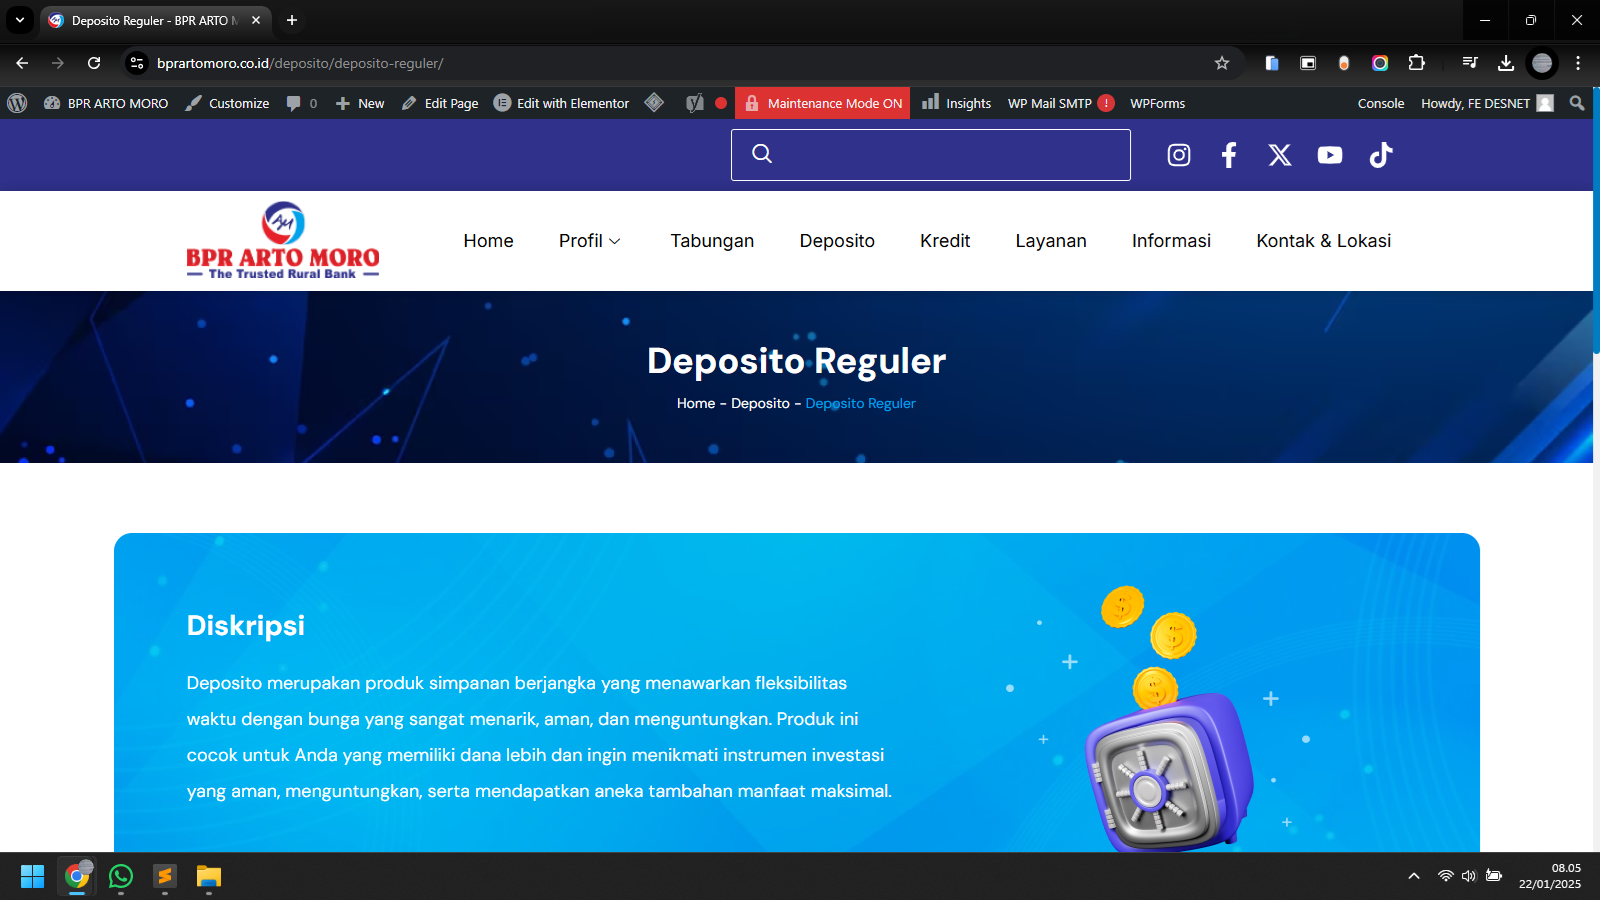 Deposito Reguler - BPR ARTO M
bprartomoro.co.id/deposito/deposito-reguler/
BPR ARTO MORO Customize 0 New Edit Page Edit with Elementor Maintenance Mode ON Insights WP Mail SMTP ! WPForms Console Howdy, FE DESNET
BPR ARTO MORO
The Trusted Rural Bank
Home Profil Tabungan Deposito Kredit Layanan Informasi Kontak & Lokasi
Deposito Reguler
Home - Deposito - Deposito Reguler
Diskripsi
Deposito merupakan produk simpanan berjangka yang menawarkan fleksibilitas
waktu dengan bunga yang sangat menarik, aman, dan menguntungkan. Produk ini
cocok untuk Anda yang memiliki dana lebih dan ingin menikmati instrumen investasi
yang aman, menguntungkan, serta mendapatkan aneka tambahan manfaat maksimal.
08.05
22/01/2025